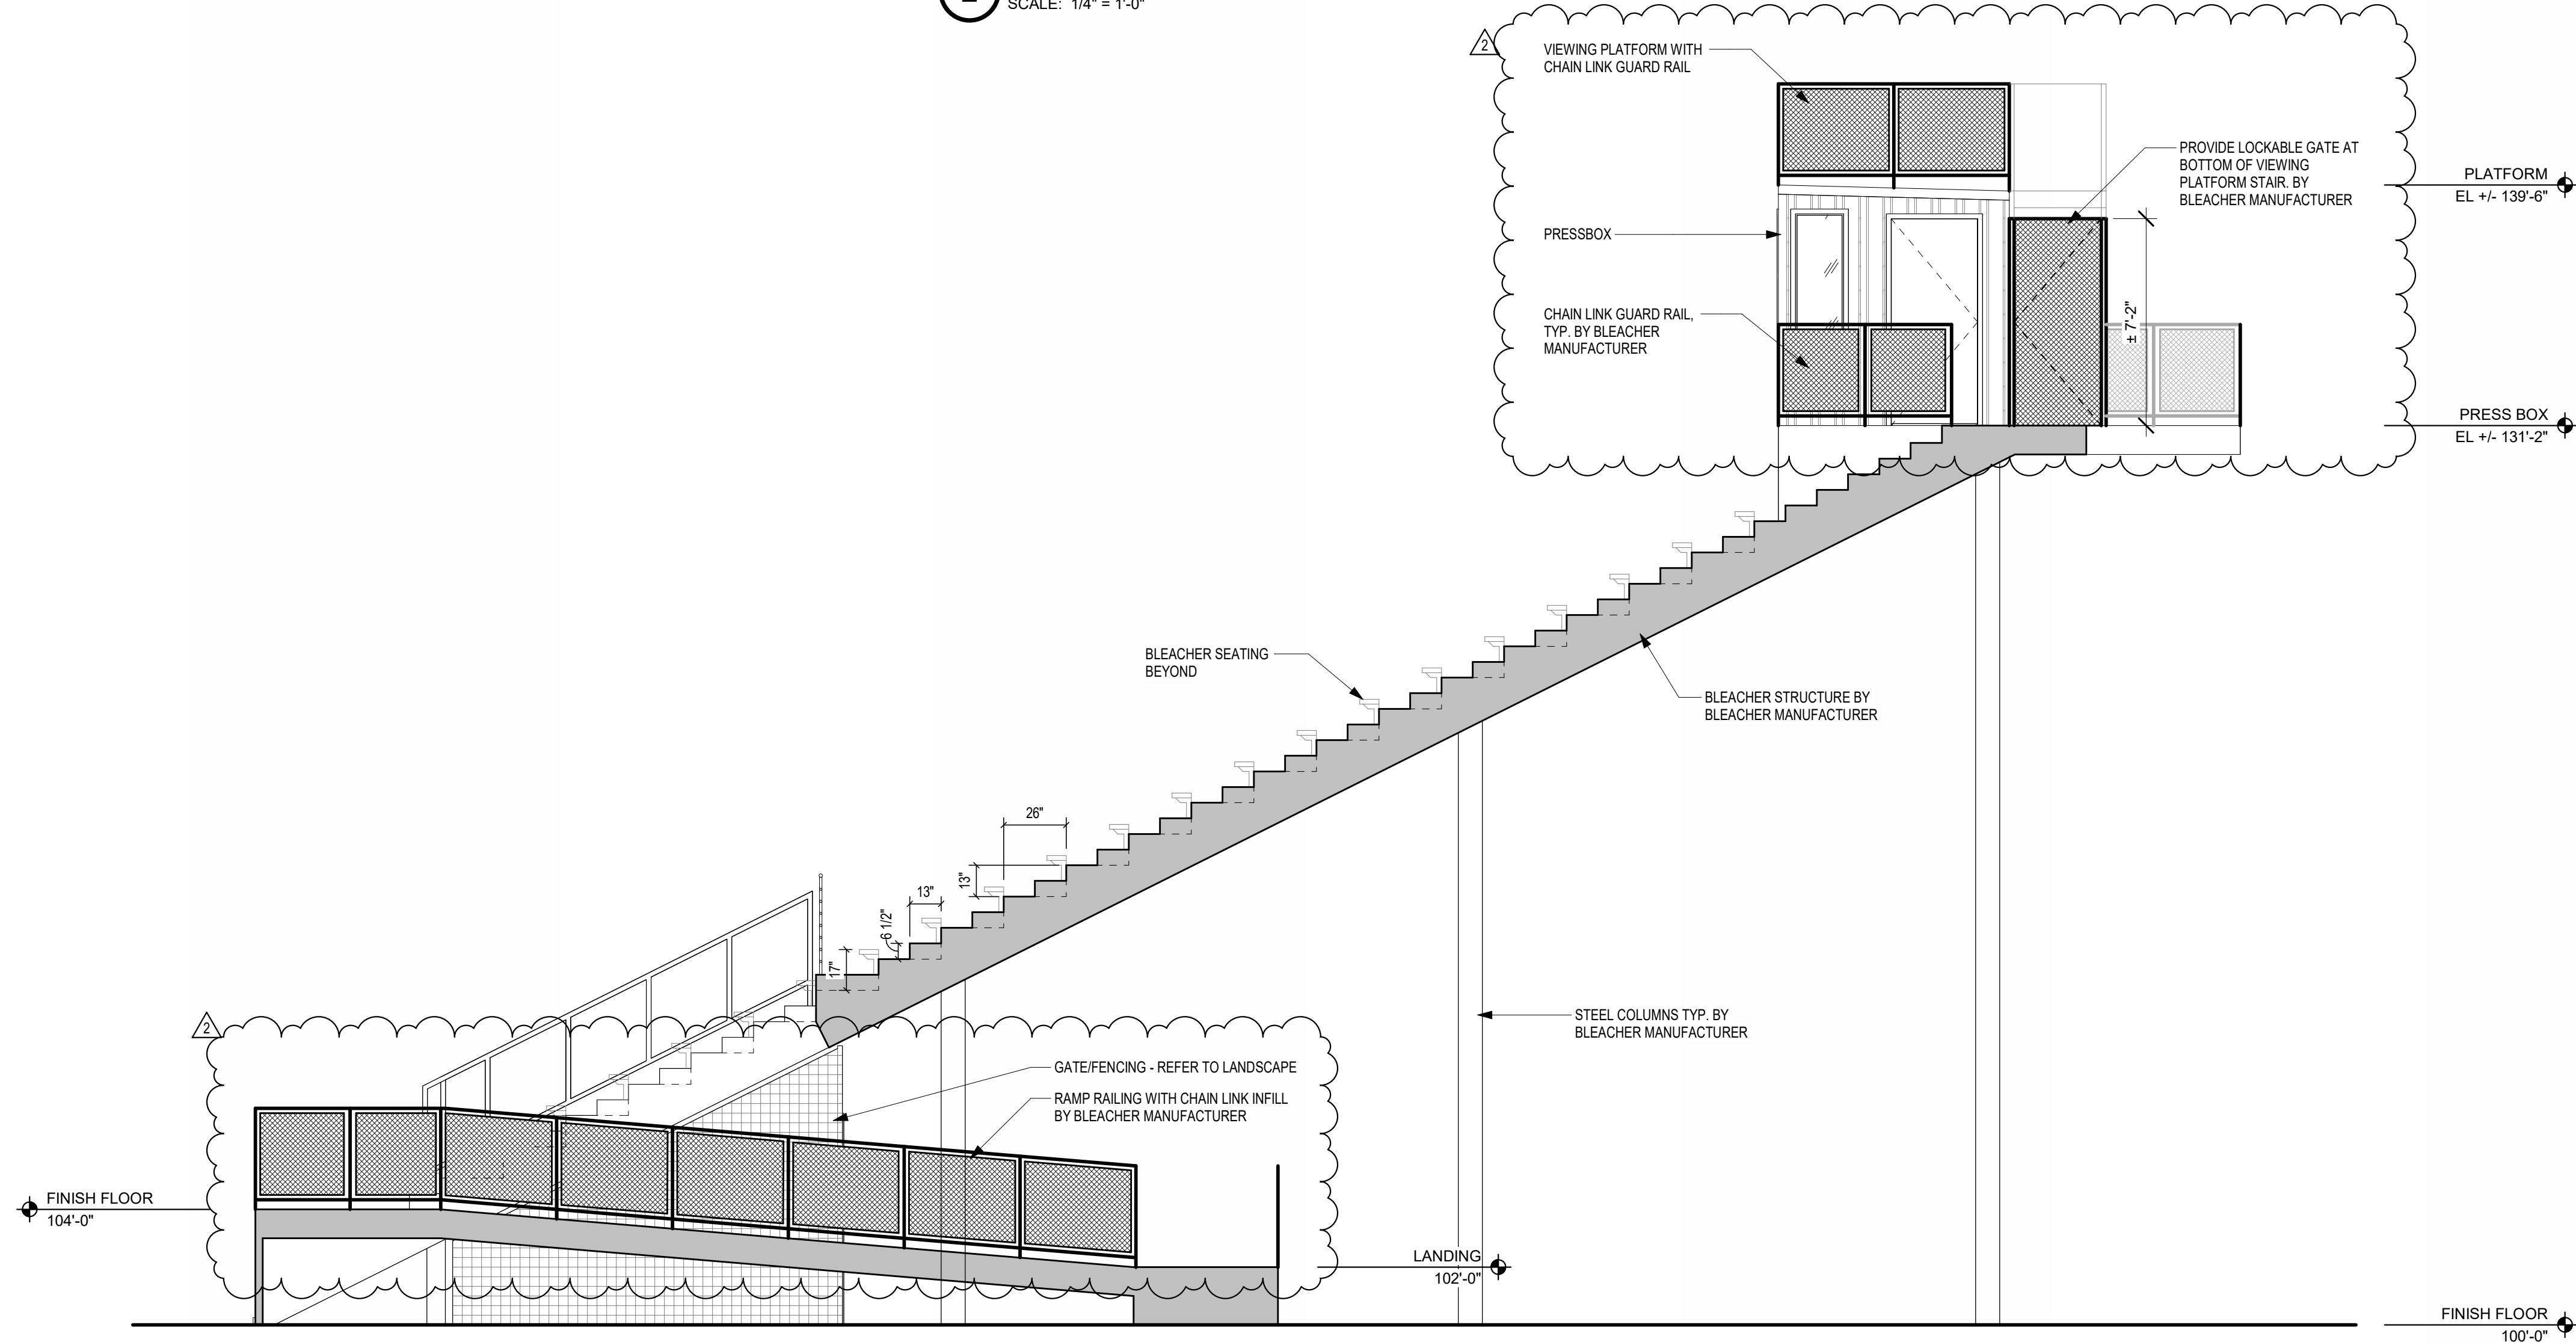 SCALE: 1/4" = 1'-0"
2
VIEWING PLATFORM WITH
CHAIN LINK GUARD RAIL
PROVIDE LOCKABLE GATE AT
BOTTOM OF VIEWING
PLATFORM STAIR. BY
BLEACHER MANUFACTURER
PLATFORM
EL +/- 139'-6"
PRESSBOX
± 7'-2"
CHAIN LINK GUARD RAIL,
TYP. BY BLEACHER
MANUFACTURER
PRESS BOX
EL +/- 131'-2"
BLEACHER SEATING
BEYOND
BLEACHER STRUCTURE BY
BLEACHER MANUFACTURER
26"
13"
13"
6 1/2"
17"
STEEL COLUMNS TYP. BY
BLEACHER MANUFACTURER
2
GATE/FENCING - REFER TO LANDSCAPE
RAMP RAILING WITH CHAIN LINK INFILL
BY BLEACHER MANUFACTURER
FINISH FLOOR
104'-0"
LANDING
102'-0"
FINISH FLOOR
100'-0"